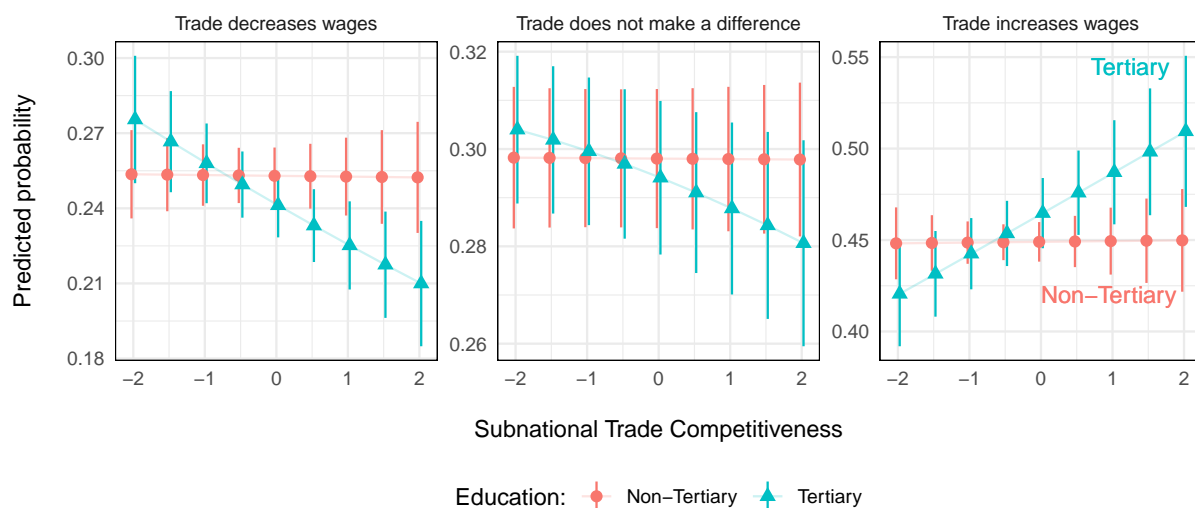 Trade decreases wages
Trade does not make a difference
Trade increases wages
Predicted probability
0.30
0.27
0.24
0.21
0.18
0.32
0.30
0.28
0.26
0.55
0.50
0.45
0.40
Tertiary
Non−Tertiary
−2 −1 0 1 2
−2 −1 0 1 2
−2 −1 0 1 2
Subnational Trade Competitiveness
Education: Non−Tertiary Tertiary